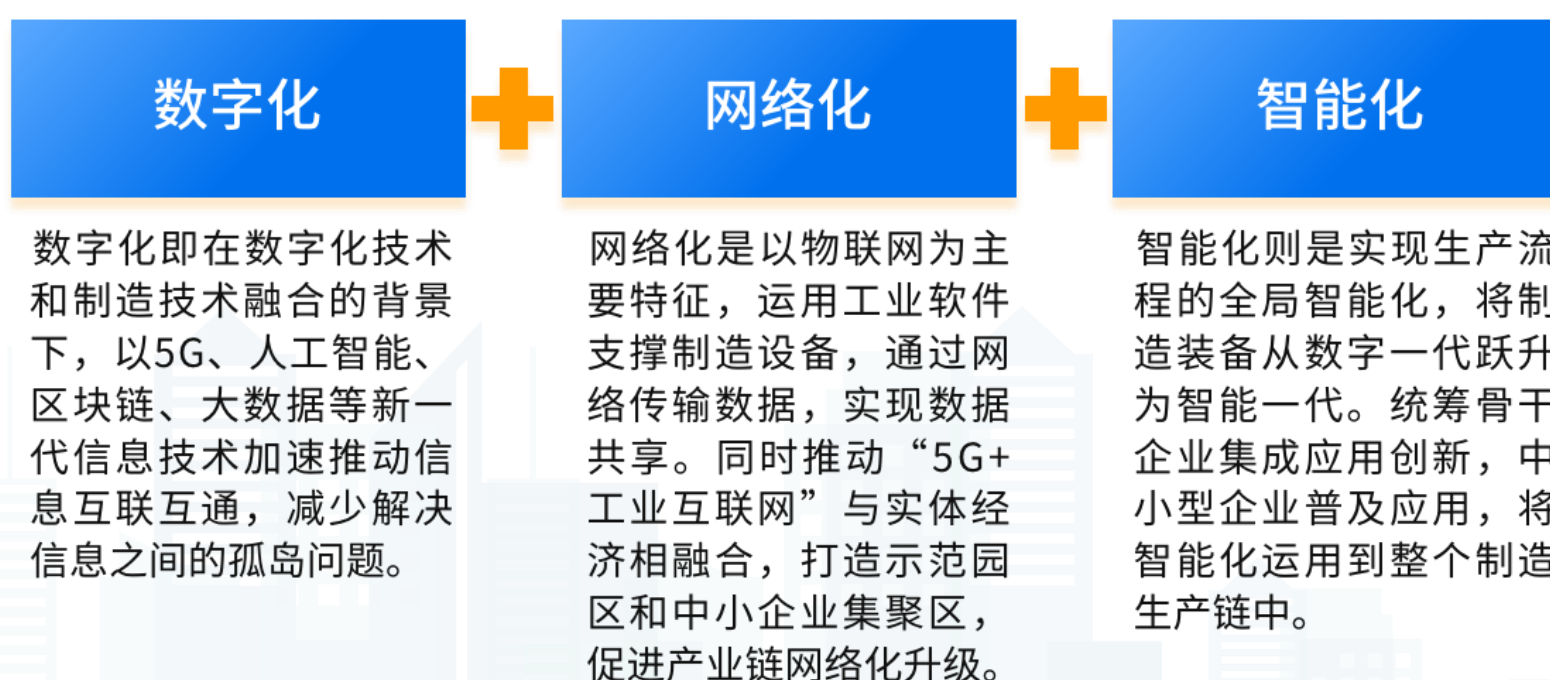 数字化
数字化即在数字化技术
和制造技术融合的背景
下，以5G、人工智能、
区块链、大数据等新一
代信息技术加速推动信
息互联互通，减少解决
信息之间的孤岛问题。
网络化
网络化是以物联网为主
要特征，运用工业软件
支撑制造设备，通过网
络传输数据，实现数据
共享。同时推动“5G+
工业互联网”与实体经
济相融合，打造示范园
区和中小企业集聚区，
促进产业链网络化升级。
智能化
智能化则是实现生产流
程的全局智能化，将制
造装备从数字一代跃升
为智能一代。统筹骨干
企业集成应用创新，中
小型企业普及应用，将
智能化运用到整个制造
生产链中。